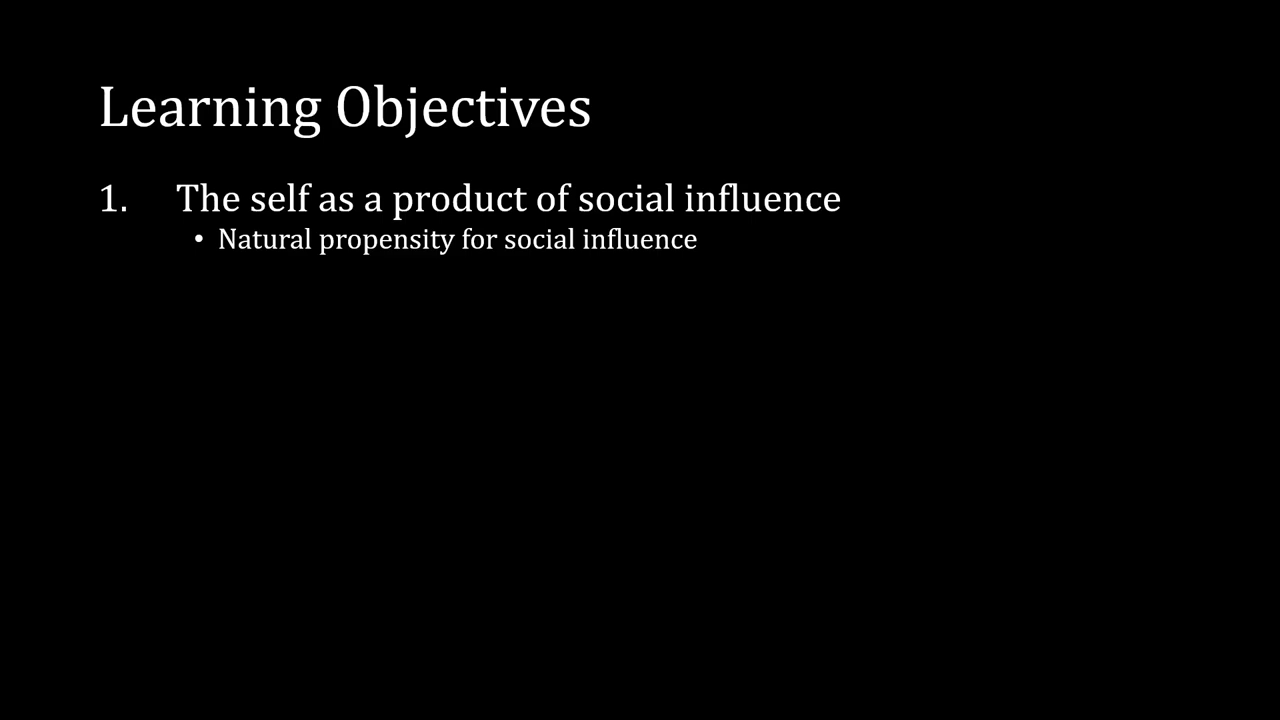 Learning Objectives
1. The self as a product of social influence
• Natural propensity for social influence